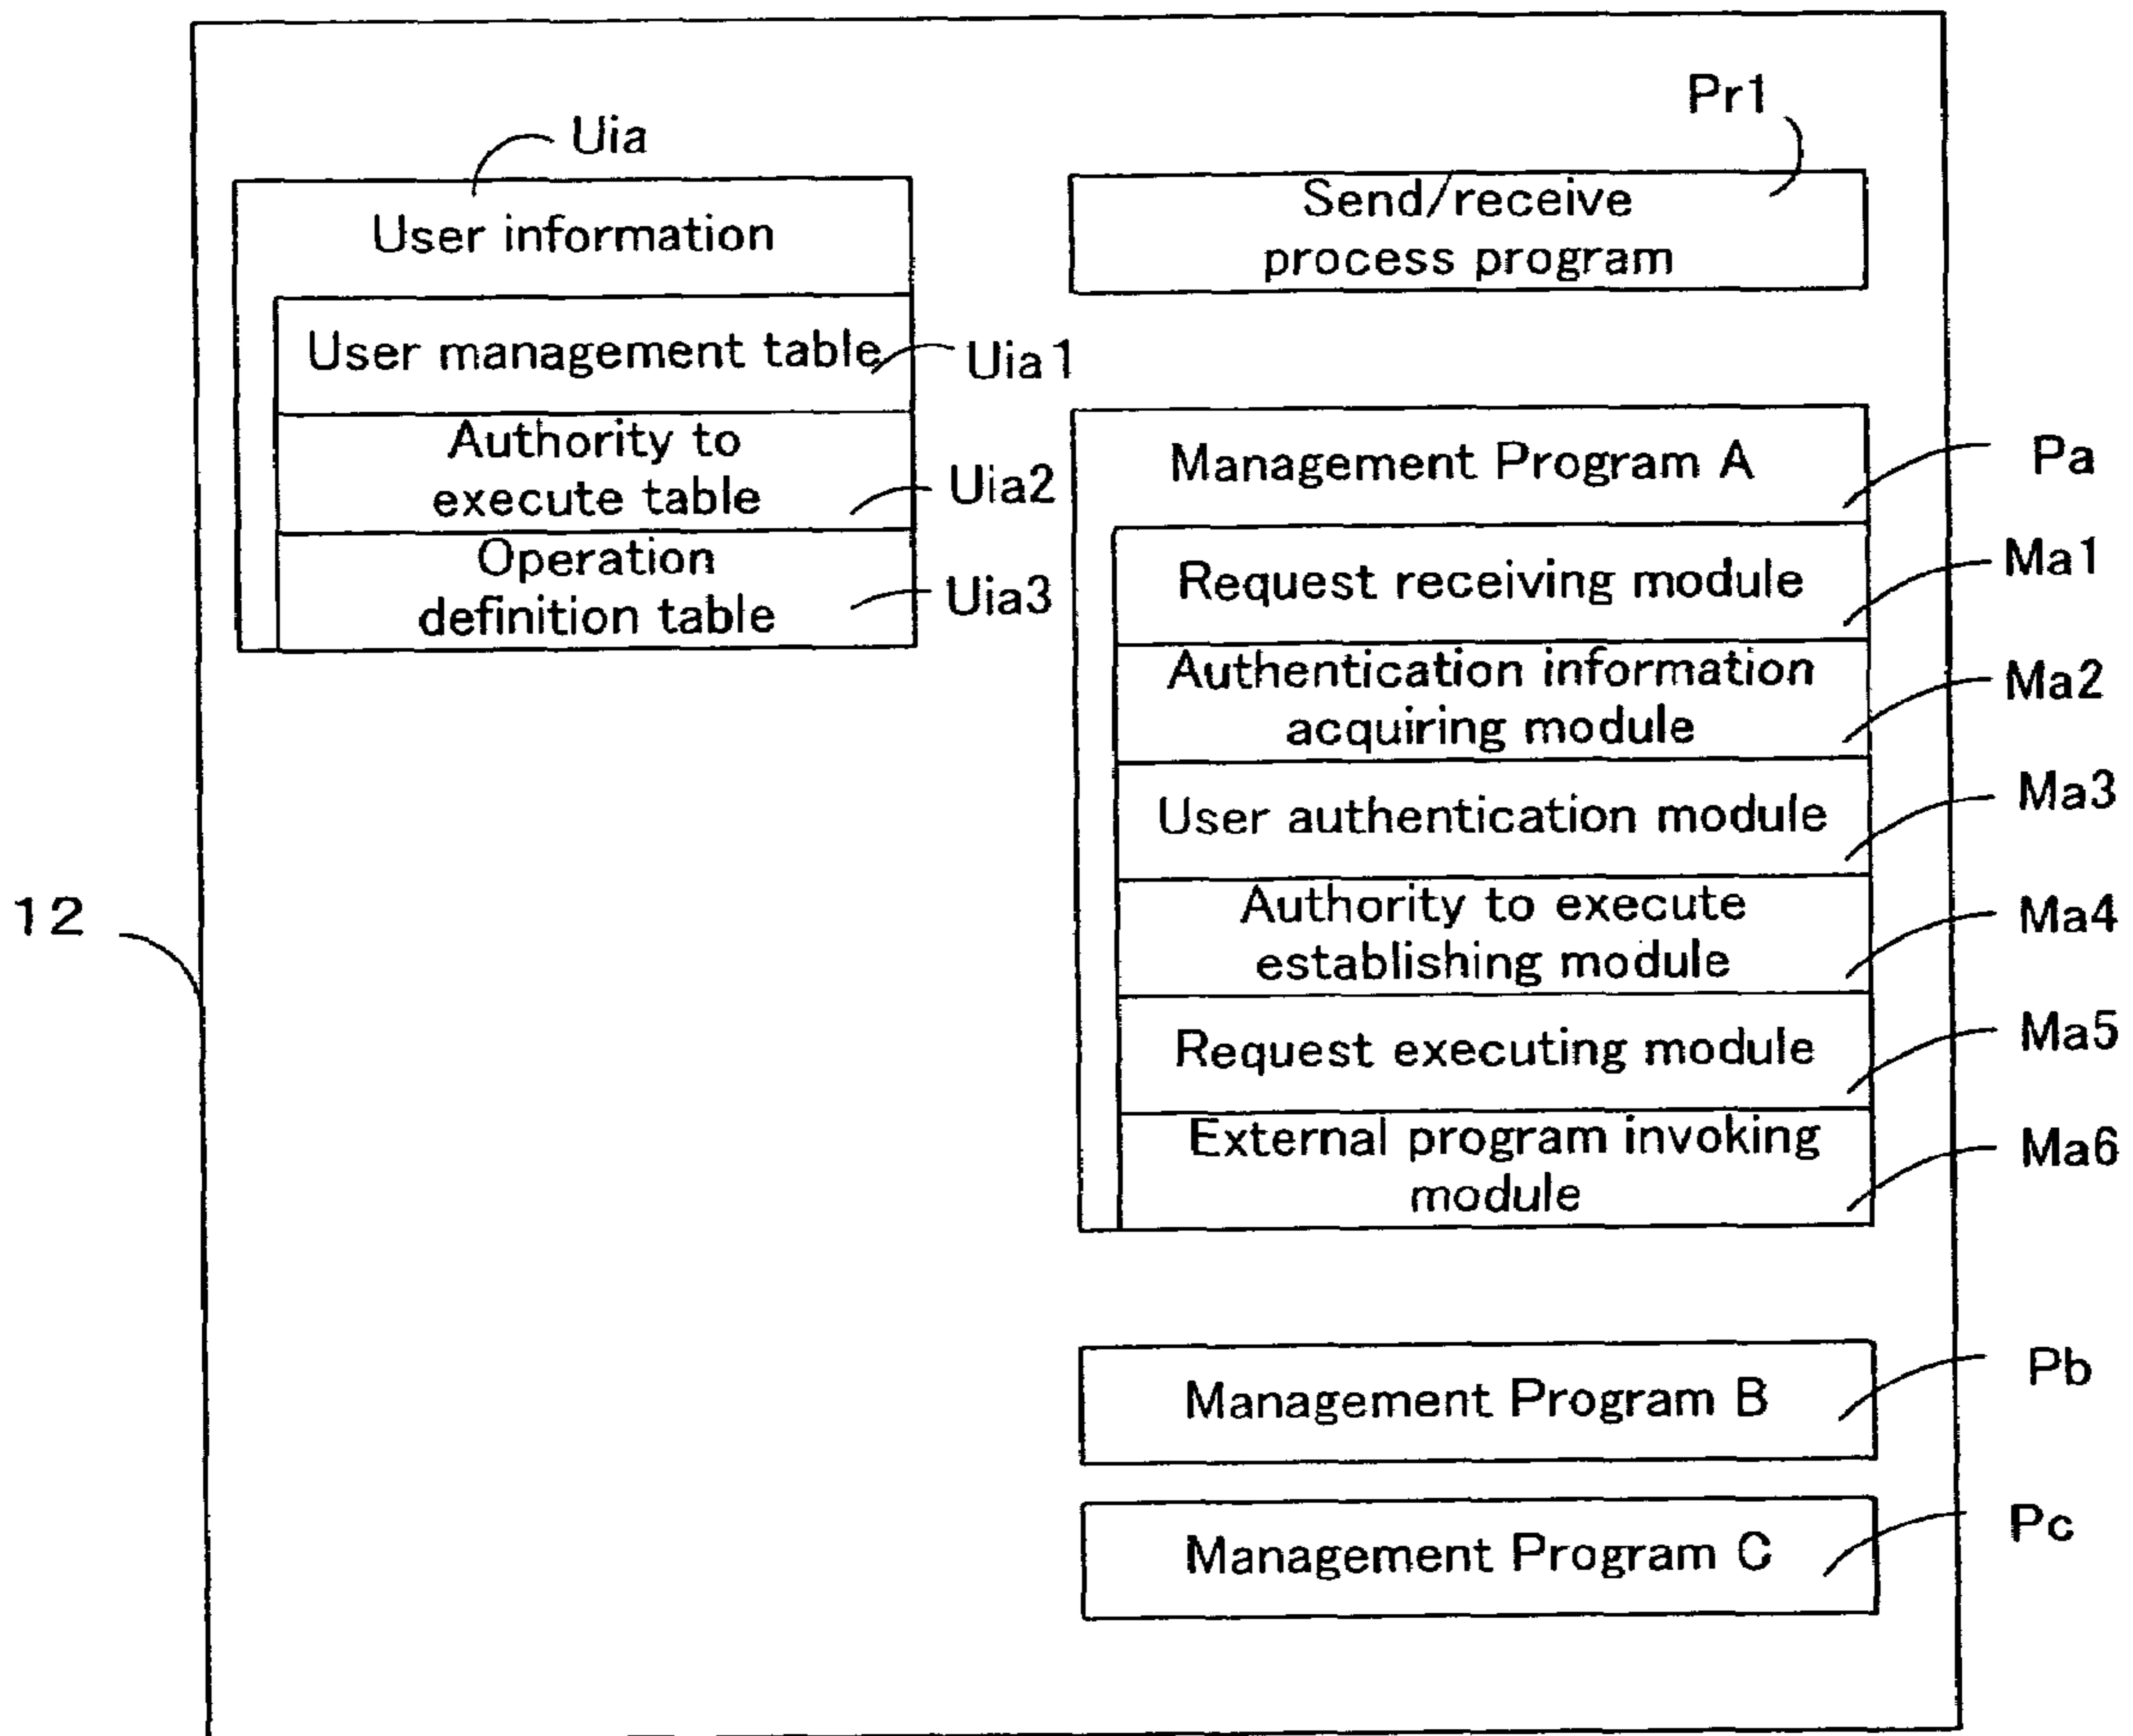 Pr1
Uia
Send/receive
process program
User information
User management table
Uia1
Authority to
execute table
Uia2
Operation
definition table
Uia3
Management Program A
Pa
Request receiving module
Ma1
Authentication information
acquiring module
Ma2
User authentication module
Ma3
12
Authority to execute
establishing module
Ma4
Request executing module
Ma5
External program invoking
module
Ma6
Management Program B
Pb
Management Program C
Pc